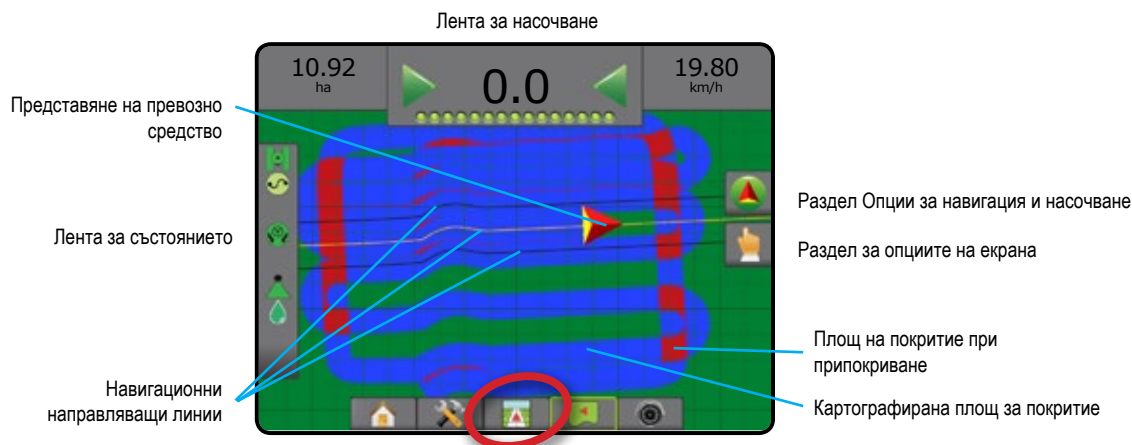 Лента за насочване
10.92
ha
0.0
19.80
km/h
Представяне на превозно
средство
Лента за състоянието
Навигационни
направляващи линии
Раздел Опции за навигация и насочване
Раздел за опциите на екрана
Площ на покритие при
припокриване
Картографирана площ за покритие